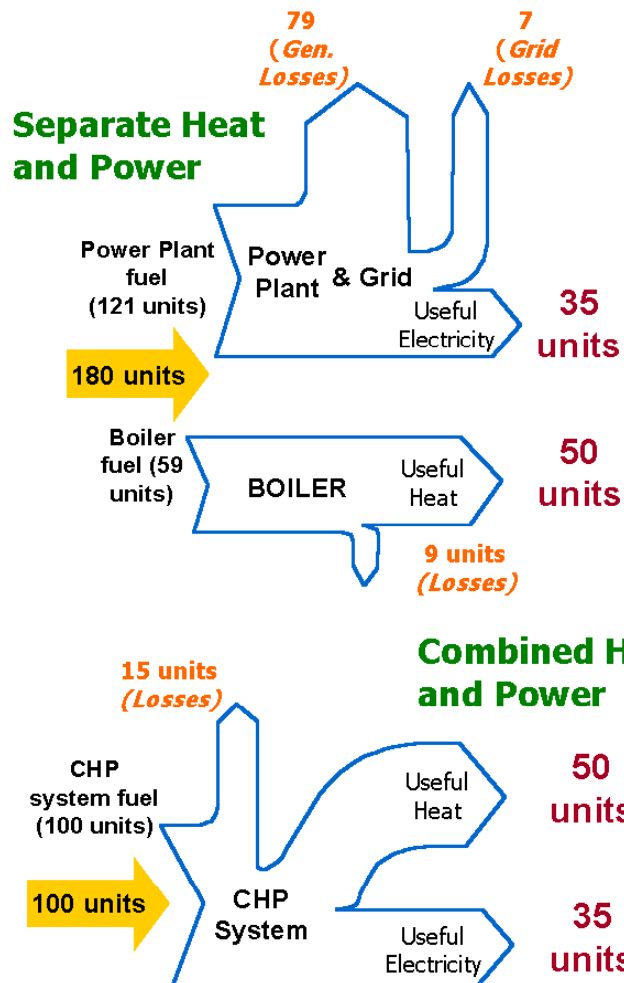 79
(Gen.
Losses)
7
(Grid
Losses)
Separate Heat
and Power
Power Plant
fuel
(121 units)
Power
Plant
& Grid
Useful
Electricity
35
units
180 units
Boiler
fuel (59
units)
BOILER
Useful
Heat
50
units
9 units
(Losses)
Combined H
and Power
15 units
(Losses)
CHP
system fuel
(100 units)
Useful
Heat
50
units
100 units
CHP
System
Useful
Electricity
35
units